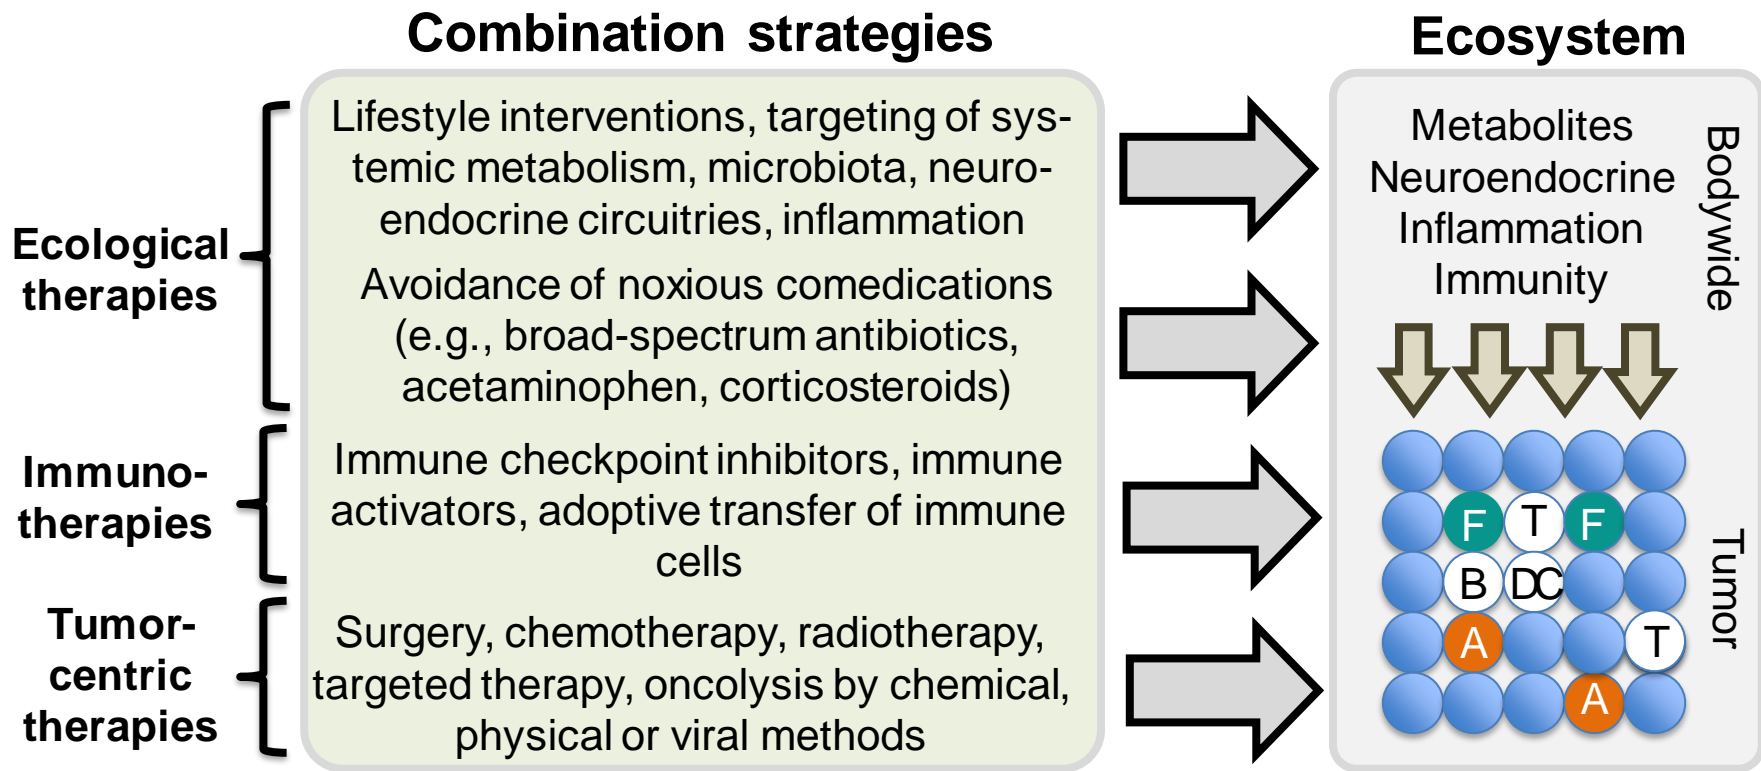 Combination strategies
Ecosystem
Ecological
therapies
Lifestyle interventions, targeting of sys-
temic metabolism, microbiota, neuro-
endocrine circuitries, inflammation
Avoidance of noxious comedications
(e.g., broad-spectrum antibiotics,
acetaminophen, corticosteroids)
Immuno-
therapies
Immune checkpoint inhibitors, immune
activators, adoptive transfer of immune
cells
Tumor-
centric
therapies
Surgery, chemotherapy, radiotherapy,
targeted therapy, oncolysis by chemical,
physical or viral methods
Metabolites
Neuroendocrine
Inflammation
Immunity
Bodywide
F T F
B DC
A T
A
Tumor